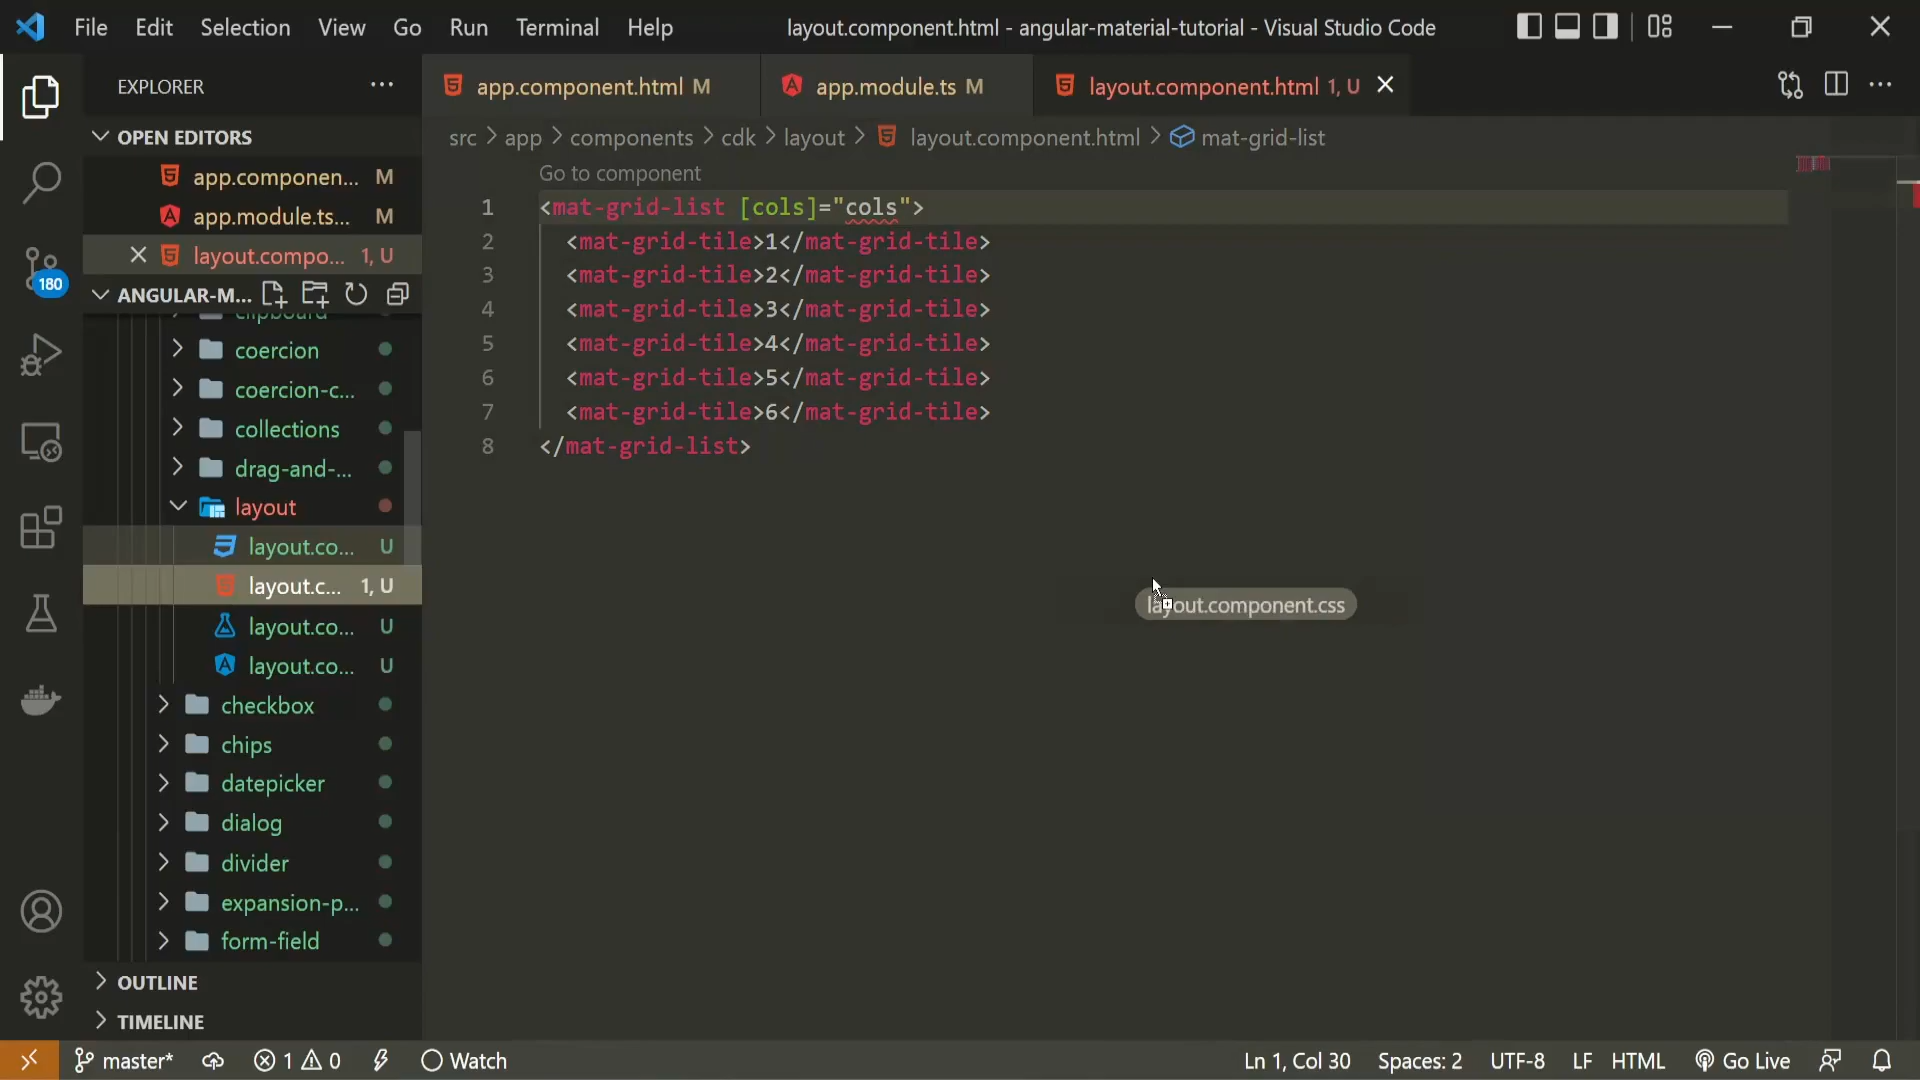 File Edit Selection View Go Run Terminal Help
layout.component.html - angular-material-tutorial - Visual Studio Code
EXPLORER
app.component.html M
app.module.ts M
layout.component.html 1, U
OPEN EDITORS
app.componen... M
app.module.ts... M
layout.compo... 1, U
180
ANGULAR-M...
clipboard
coercion
coercion-c...
collections
drag-and-...
layout
layout.co... U
layout.c... 1, U
layout.co... U
layout.co... U
checkbox
chips
datepicker
dialog
divider
expansion-p...
form-field
OUTLINE
TIMELINE
src > app > components > cdk > layout > layout.component.html > mat-grid-list
Go to component
1 <mat-grid-list [cols]="cols">
2 <mat-grid-tile>1</mat-grid-tile>
3 <mat-grid-tile>2</mat-grid-tile>
4 <mat-grid-tile>3</mat-grid-tile>
5 <mat-grid-tile>4</mat-grid-tile>
6 <mat-grid-tile>5</mat-grid-tile>
7 <mat-grid-tile>6</mat-grid-tile>
8 </mat-grid-list>
layout.component.css
master* 1 0 Watch
Ln 1, Col 30 Spaces: 2 UTF-8 LF HTML Go Live